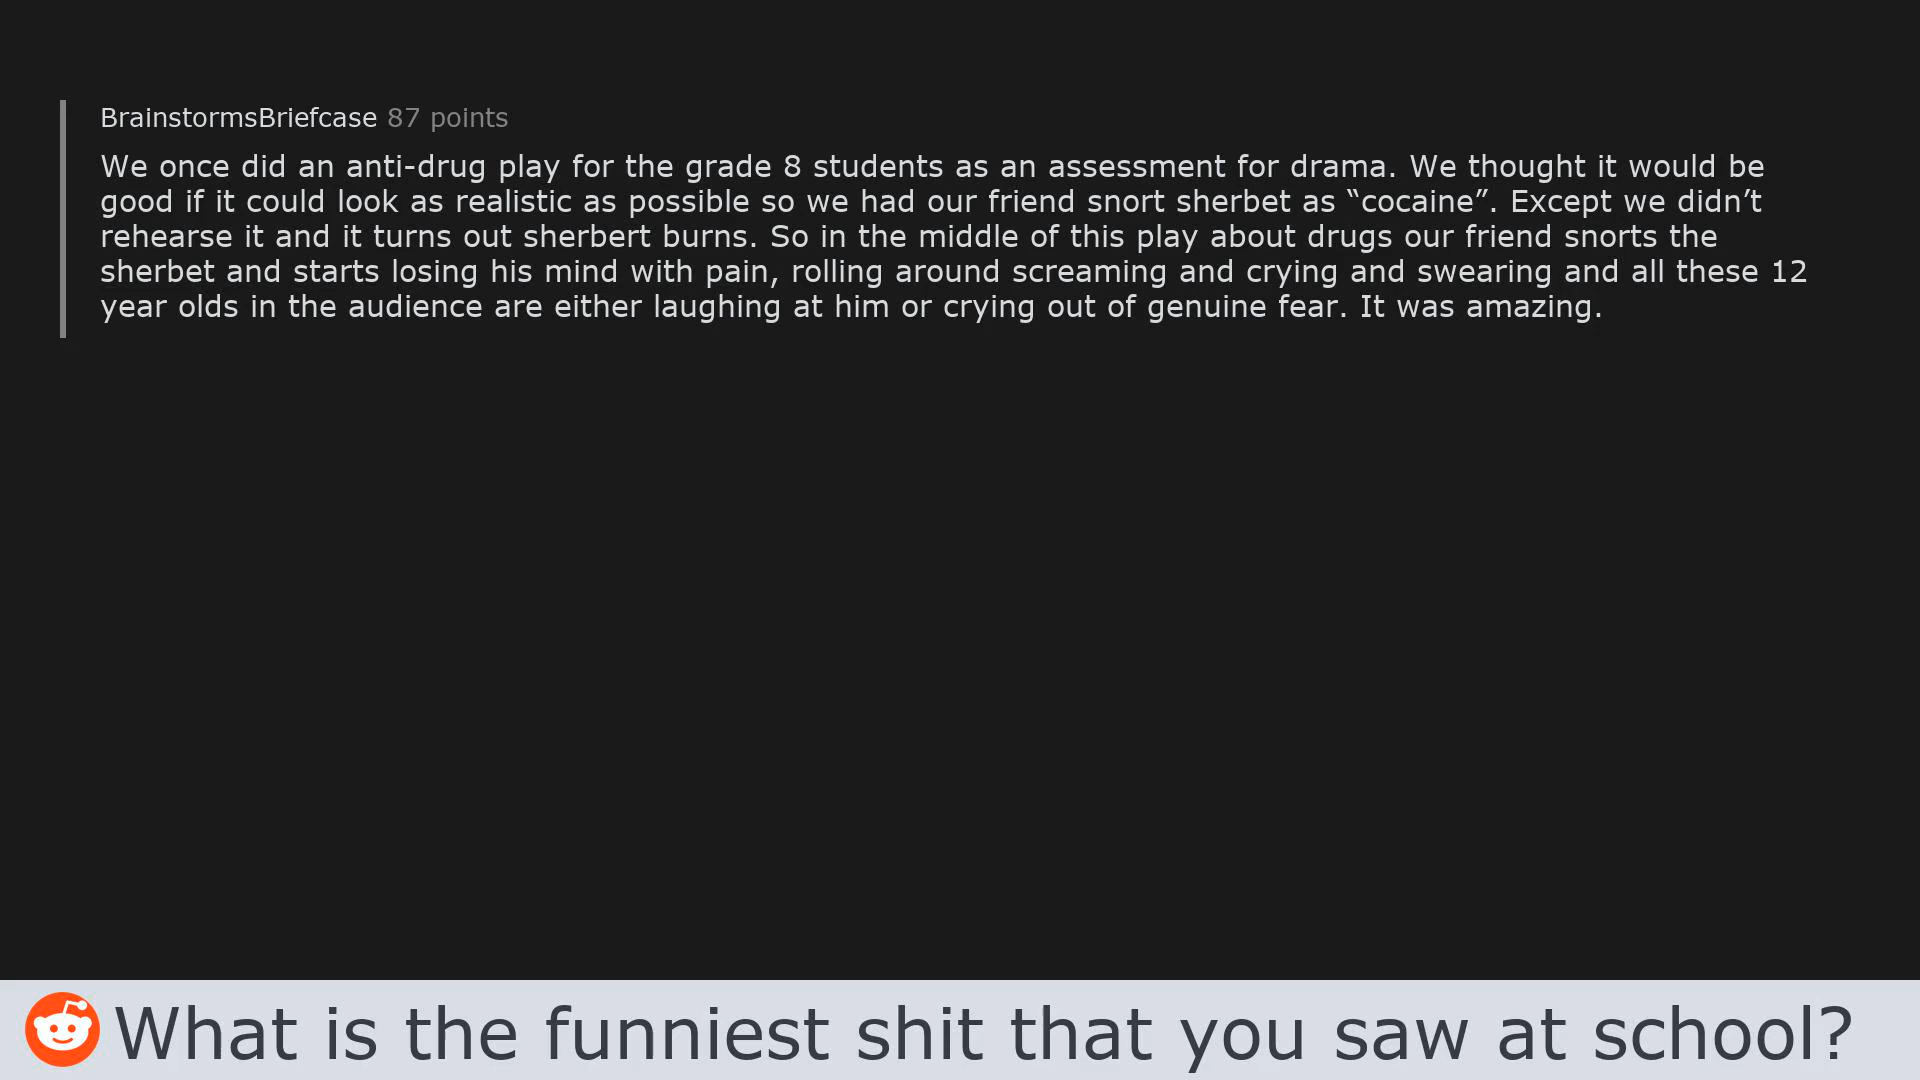 BrainstormsBriefcase 87 points
We once did an anti-drug play for the grade 8 students as an assessment for drama. We thought it would be
good if it could look as realistic as possible so we had our friend snort sherbet as “cocaine”. Except we didn’t
rehearse it and it turns out sherbert burns. So in the middle of this play about drugs our friend snorts the
sherbet and starts losing his mind with pain, rolling around screaming and crying and swearing and all these 12
year olds in the audience are either laughing at him or crying out of genuine fear. It was amazing.
What is the funniest shit that you saw at school?